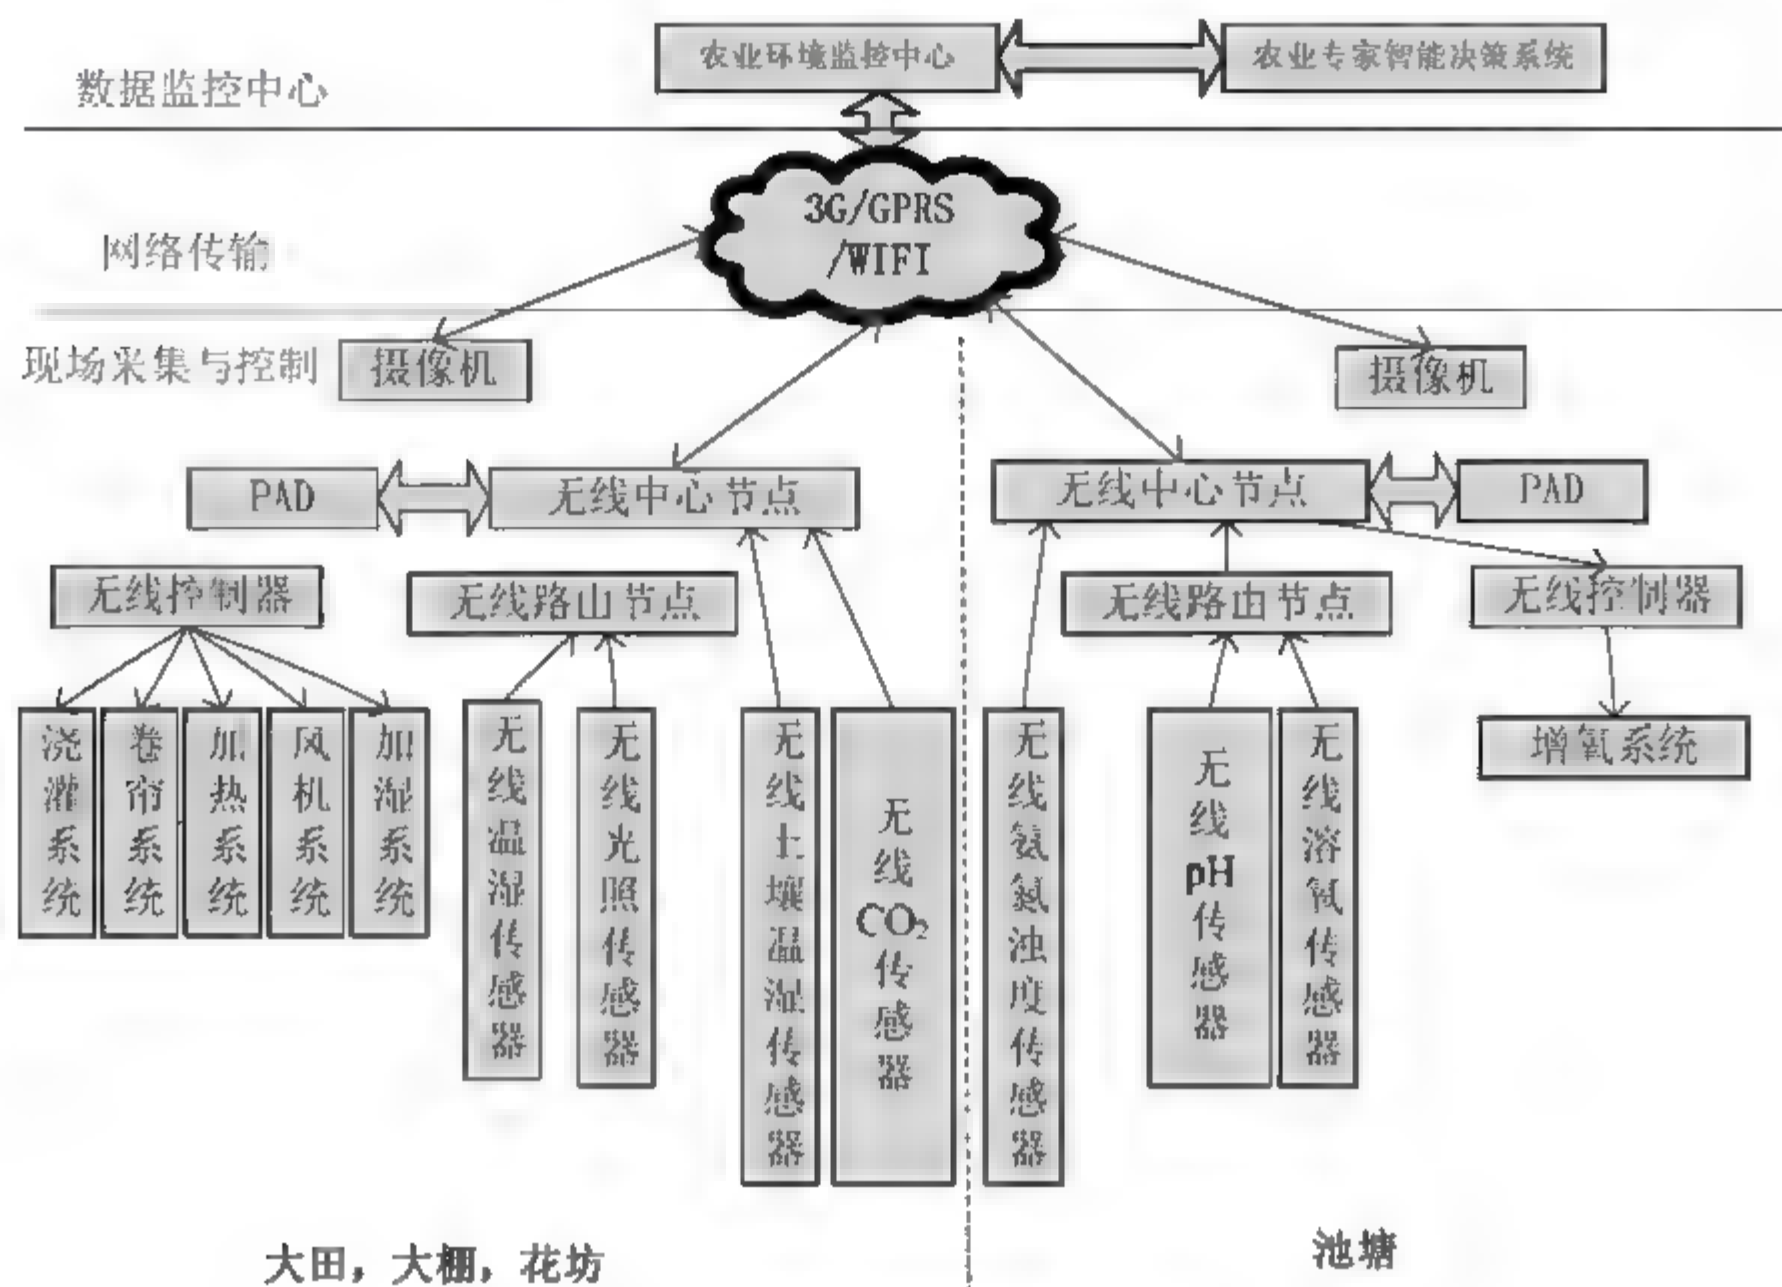 农业环境监控中心
农业专家智能决策系统
数据监控中心
3G/GPRS
/WIFI
网络传输
现场采集与控制
摄像机
摄像机
PAD
无线中心节点
无线中心节点
PAD
无线控制器
无线路由节点
无线路由节点
无线控制器
浇灌系统
卷帘系统
加热系统
风机系统
加湿系统
无线温湿传感器
无线光照传感器
无线土壤温湿传感器
无线CO₂传感器
无线氨氮浊度传感器
无线pH传感器
无线溶氧传感器
增氧系统
大田，大棚，花坊
池塘